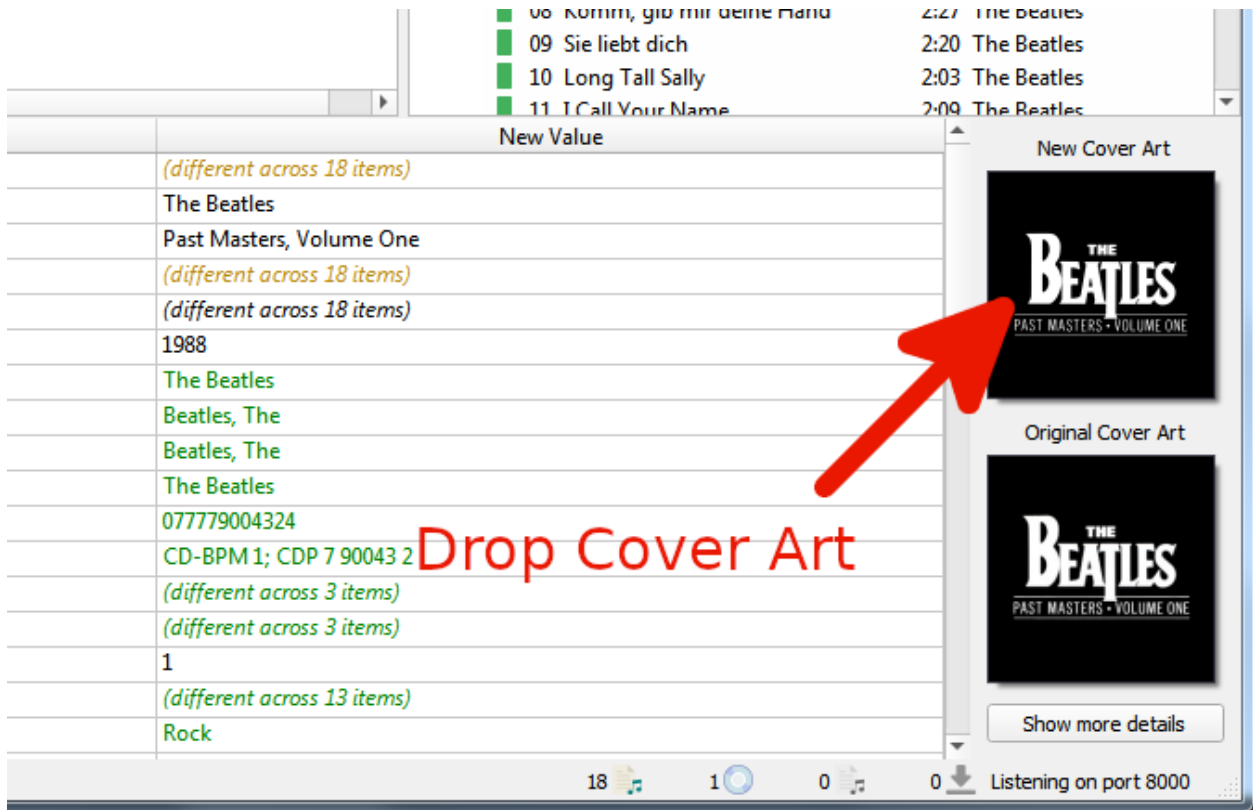 08 Komm, gib mir deine Hand 2:27 The Beatles
09 Sie liebt dich 2:20 The Beatles
10 Long Tall Sally 2:03 The Beatles
11 I Call Your Name 2:09 The Beatles
New Value
New Cover Art
(different across 18 items)
The Beatles
Past Masters, Volume One
(different across 18 items)
(different across 18 items)
1988
The Beatles
Beatles, The
Beatles, The
The Beatles
077779004324
CD-BPM 1; CDP 7 90043 2
(different across 3 items)
(different across 3 items)
1
(different across 13 items)
Rock
THE
BEATLES
PAST MASTERS • VOLUME ONE
Drop Cover Art
Original Cover Art
THE
BEATLES
PAST MASTERS • VOLUME ONE
Show more details
18 1 0 0 Listening on port 8000